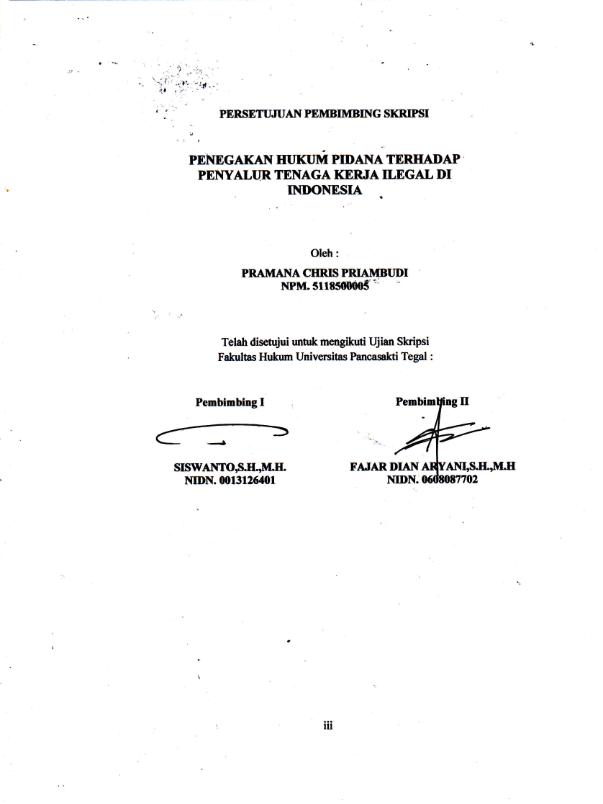 PERSETUJUAN PEMBIMBING SKRIPSI
PENEGAKAN HUKUM PIDANA TERHADAP
PENYALUR TENAGA KERJA ILEGAL DI
INDONESIA
Oleh :
PRAMANA CHRIS PRIAMBUDI
NPM. 5118500005
Telah disetujui untuk mengikuti Ujian Skripsi
Fakultas Hukum Universitas Pancasakti Tegal :
Pembimbing I
Pembimbing II
SISWANTO,S.H.,M.H.
FAJAR DIAN ARYANI,S.H.,M.H
NIDN. 0013126401
NIDN. 0608087702
iii